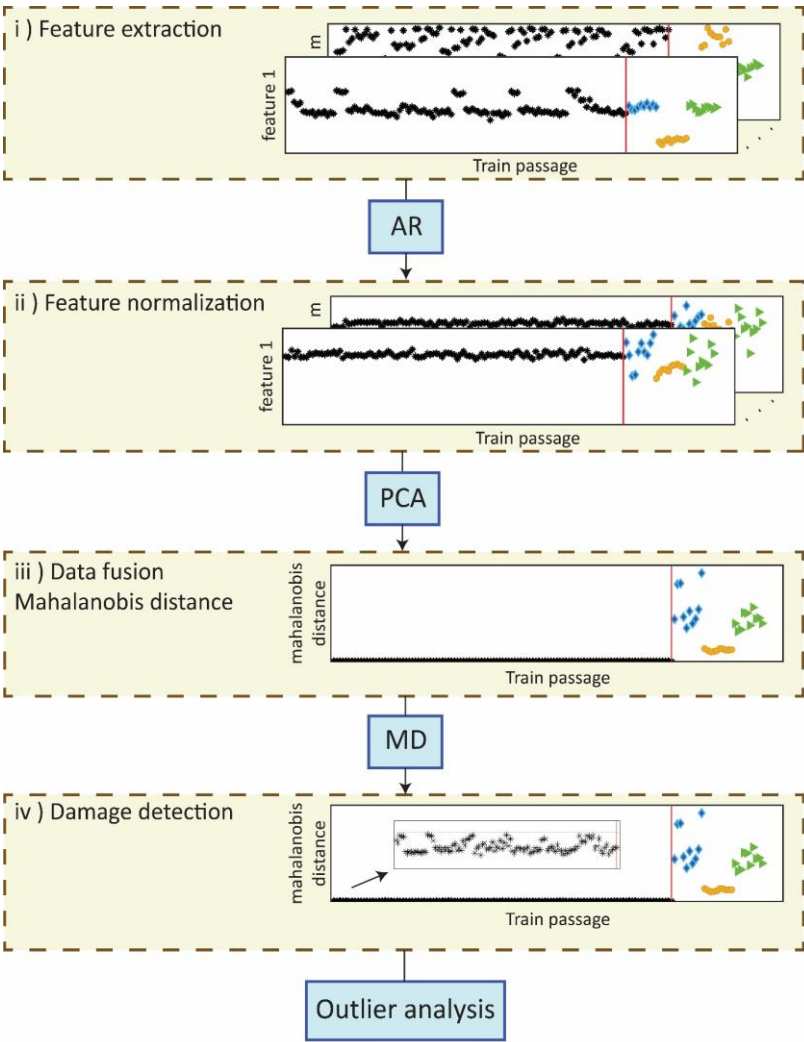 i ) Feature extraction
m
feature 1
Train passage
AR
ii ) Feature normalization
m
feature 1
Train passage
PCA
iii ) Data fusion
Mahalanobis distance
mahalanobis
distance
Train passage
MD
iv ) Damage detection
mahalanobis
distance
Train passage
Outlier analysis